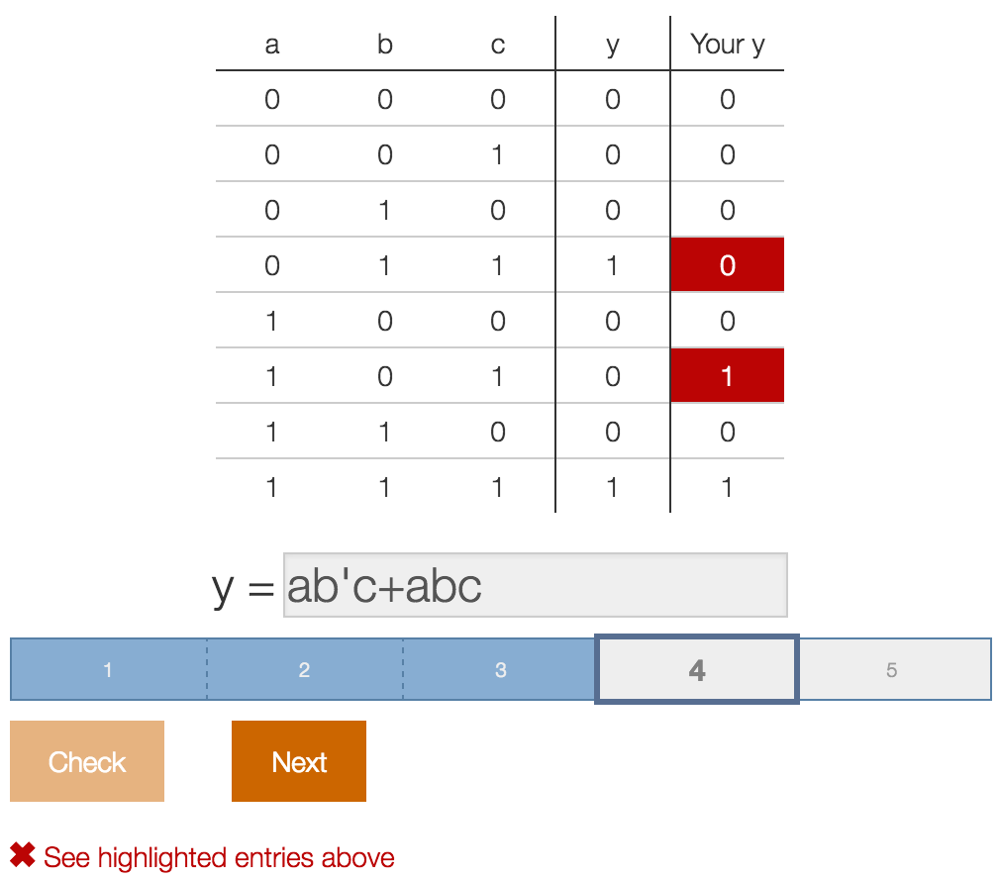 a b c y Your y
0 0 0 0 0
0 0 1 0 0
0 1 0 0 0
0 1 1 1 0
1 0 0 0 0
1 0 1 0 1
1 1 0 0 0
1 1 1 1 1
y = ab'c+abc
1 2 3 4 5
Check Next
✖ See highlighted entries above